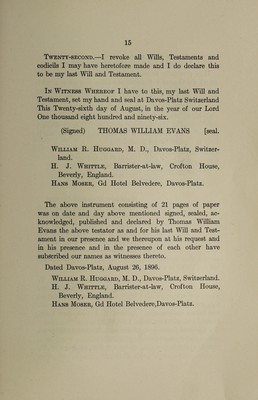 15
TWENTY-SECOND.—I revoke all Wills, Testaments and
codicils I may have heretofore made and I do declare this
to be my last Will and Testament.
IN WITNESS WHEREOF I have to this, my last Will and
Testament, set my hand and seal at Davos-Platz Switzerland
This Twenty-sixth day of August, in the year of our Lord
One thousand eight hundred and ninety-six.
(Signed) THOMAS WILLIAM EVANS [seal.
WILLIAM R. HUGGARD, M. D., Davos-Platz, Switzer-
land.
H. J. WHITTLE, Barrister-at-law, Crofton House,
Beverly, England.
HANS MOSER, Gd Hotel Belvedere, Davos-Platz.
The above instrument consisting of 21 pages of paper
was on date and day above mentioned signed, sealed, ac-
knowledged, published and declared by Thomas William
Evans the above testator as and for his last Will and Test-
ament in our presence and we thereupon at his request and
in his presence and in the presence of each other have
subscribed our names as witnesses thereto.
Dated Davos-Platz, August 26, 1896.
WILLIAM R. HUGGARD, M. D., Davos-Platz, Switzerland.
H. J. WHITTLE, Barrister-at-law, Crofton House,
Beverly, England.
HANS MOSER, Gd Hotel Belvedere,Davos-Platz.